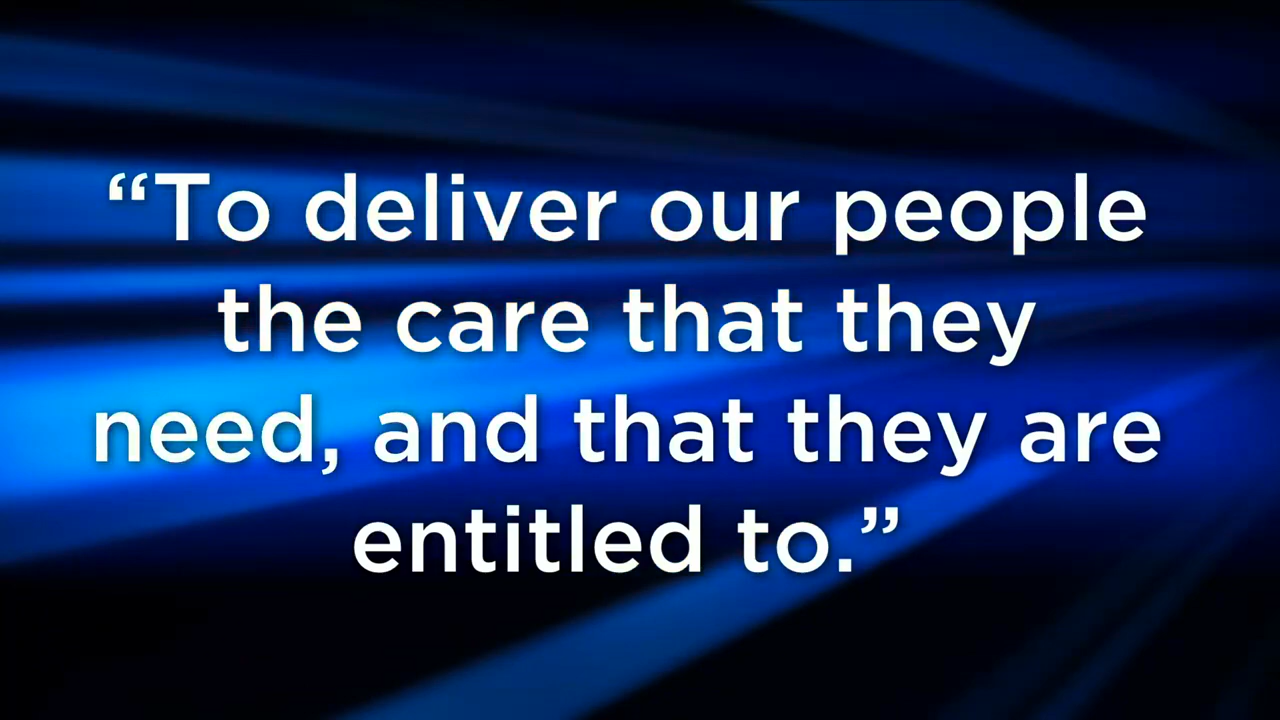 “To deliver our people
the care that they
need, and that they are
entitled to.”